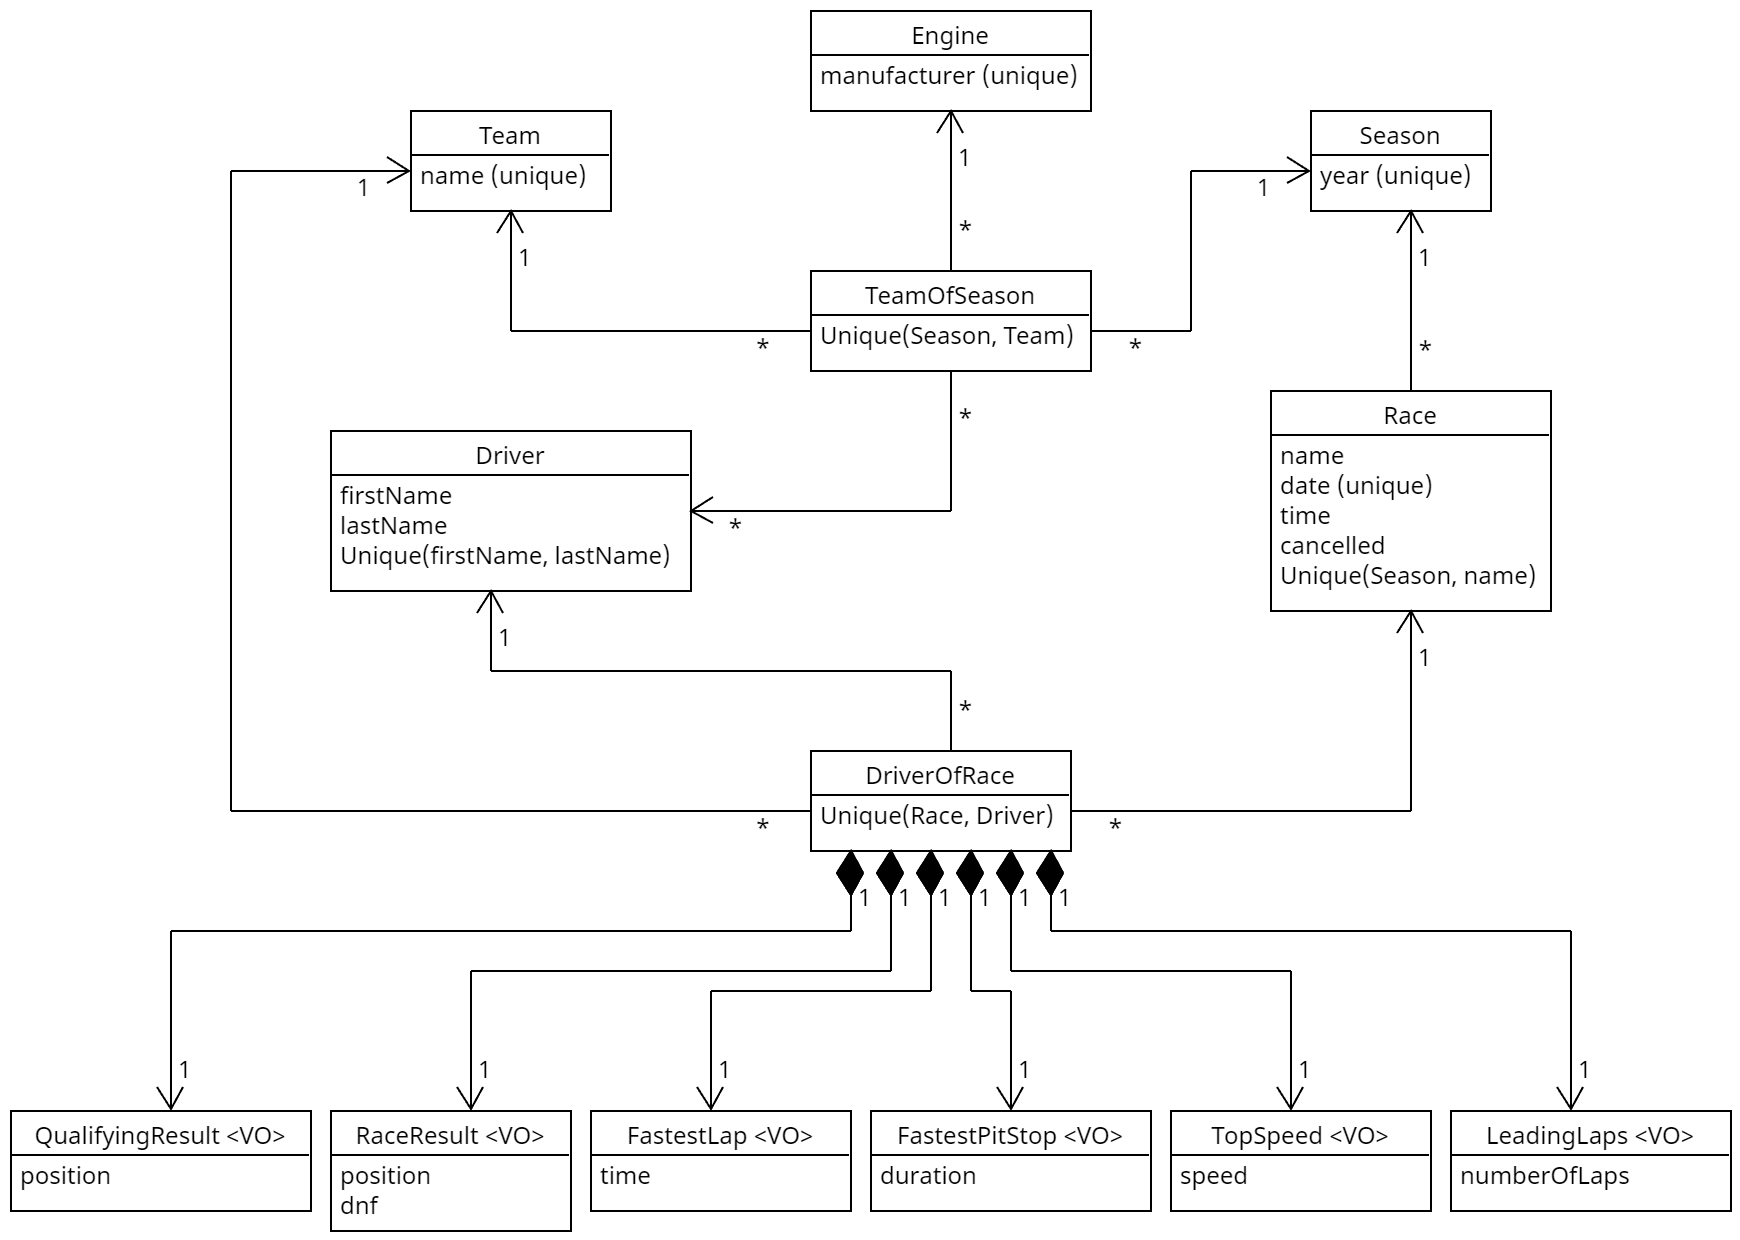 Engine
manufacturer (unique)
Team
name (unique)
Season
year (unique)
1
1
1
1
1
*
TeamOfSeason
Unique(Season, Team)
*
*
*
*
Race
name
date (unique)
time
cancelled
Unique(Season, name)
Driver
firstName
lastName
Unique(firstName, lastName)
*
1
1
*
DriverOfRace
Unique(Race, Driver)
*
*
1
1
1
1
1
1
1
1
1
1
1
1
QualifyingResult <VO>
position
RaceResult <VO>
position
dnf
FastestLap <VO>
time
FastestPitStop <VO>
duration
TopSpeed <VO>
speed
LeadingLaps <VO>
numberOfLaps